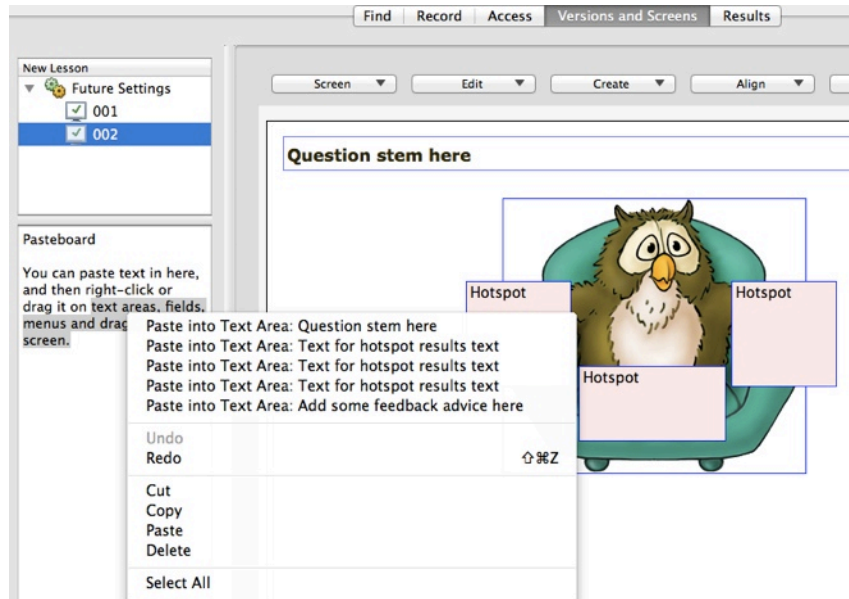 Find Record Access Versions and Screens Results
New Lesson
Future Settings
001
002
Screen Edit Create Align
Question stem here
Pasteboard
You can paste text in here,
and then right-click or
drag it on text areas, fields,
menus and drag
screen.
Hotspot
Hotspot
Hotspot
Paste into Text Area: Question stem here
Paste into Text Area: Text for hotspot results text
Paste into Text Area: Text for hotspot results text
Paste into Text Area: Text for hotspot results text
Paste into Text Area: Add some feedback advice here
Undo
Redo ⇧⌘Z
Cut
Copy
Paste
Delete
Select All